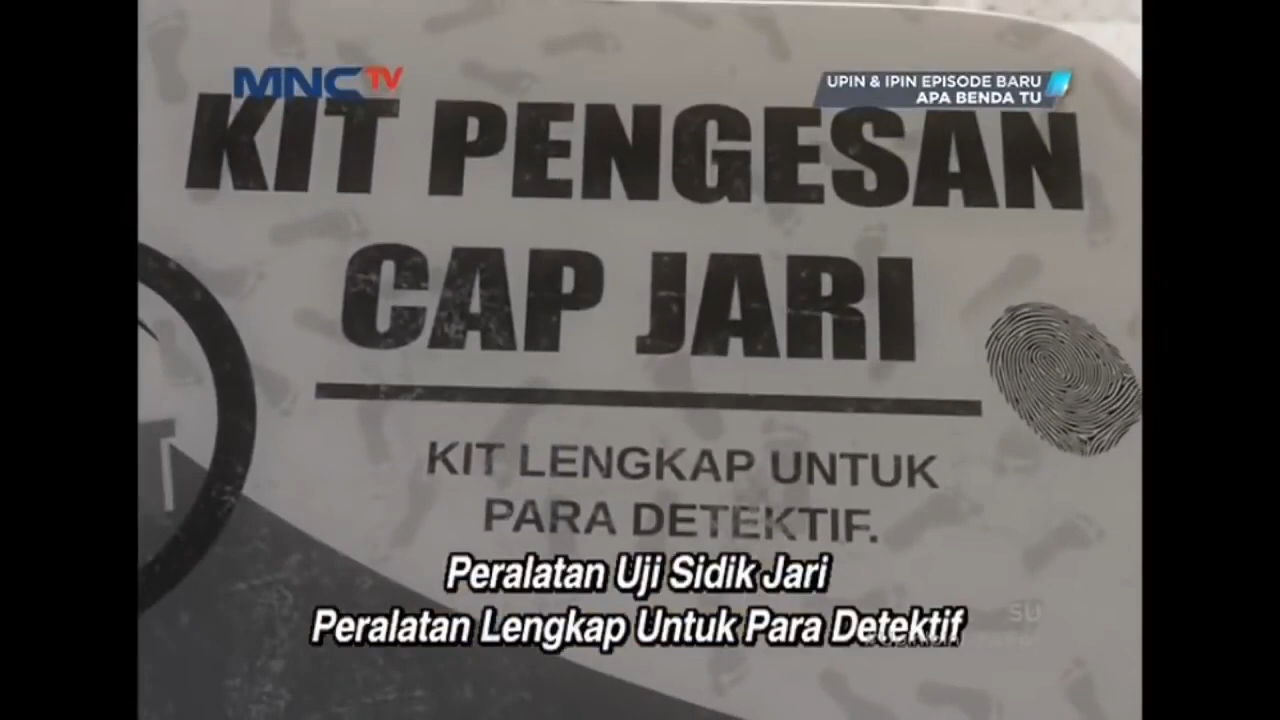 MNCTV
UPIN & IPIN EPISODE BARU
APA BENDA TU
KIT PENGESAN
CAP JARI
KIT LENGKAP UNTUK
PARA DETEKTIF.
Peralatan Uji Sidik Jari
Peralatan Lengkap Untuk Para Detektif
SU